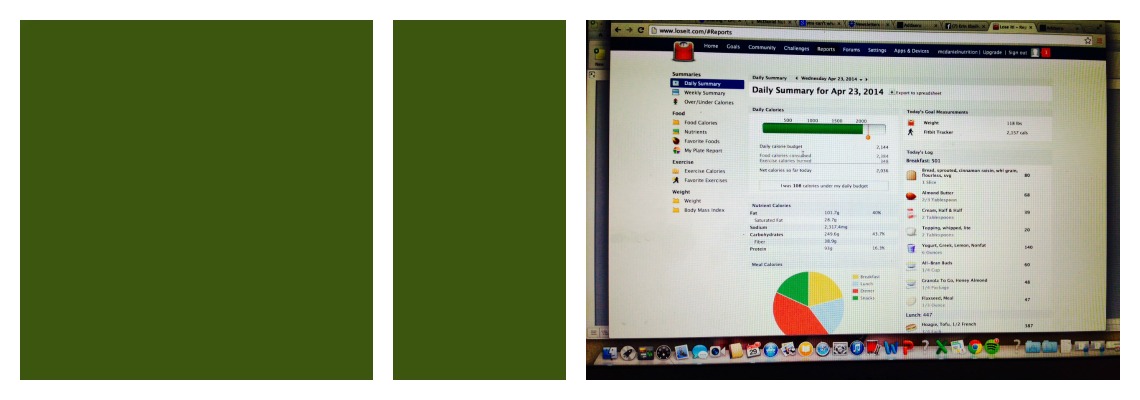 www.loseit.com/#Reports
Home Goals Community Challenges Reports Forums Settings Apps & Devices mcdanielnutrition | Upgrade | Sign out
Summaries
Daily Summary
Weekly Summary
Over/Under Calories
Food
Food Calories
Nutrients
Favorite Foods
My Plate Report
Exercise
Exercise Calories
Favorite Exercises
Weight
Weight
Body Mass Index
Daily Summary Wednesday Apr 23, 2014
Daily Summary for Apr 23, 2014 Export to spreadsheet
Daily Calories
500 1000 1500 2000
Daily calorie budget 2,144
Food calories consumed
Exercise calories burned
Net calories so far today 2,036
I was 108 calories under my daily budget
Nutrient Calories
Fat 101.7g 40%
Saturated Fat 28.7g
Sodium 2,317.4mg
Carbohydrates 249.6g 43.7%
Fiber 38.9g
Protein 93g 16.3%
Meal Calories
Breakfast
Lunch
Dinner
Snacks
Today's Goal Measurements
Weight 118 lbs
Fitbit Tracker 2,157 cals
Today's Log
Breakfast: 501
Bread, sprouted, cinnamon raisin, whl grain, flourless, svg 80
1 Slice
Almond Butter 68
2/3 Tablespoons
Cream, Half & Half 39
2 Tablespoons
Topping, whipped, lite 20
2 Tablespoons
Yogurt, Greek, Lemon, Nonfat 140
6 Ounces
All-Bran Buds 60
1/4 Cup
Granola To Go, Honey Almond 48
1/4 Package
Flaxseed, Meal 47
Lunch: 447
Hoagie, Tofu, 1/2 French 387